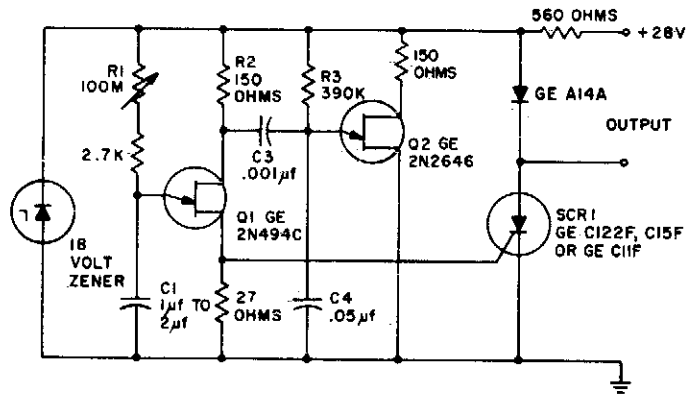 560 OHMS
+28V
R1
100M
R2
150
OHMS
R3
390K
150
OHMS
GE A14A
OUTPUT
2.7K
C3
.001µf
Q2 GE
2N2646
Q1 GE
2N494C
SCR1
GE C122F, C15F
OR GE C11F
18
VOLT
ZENER
C1
1µf TO
2µf
27
OHMS
C4
.05µf